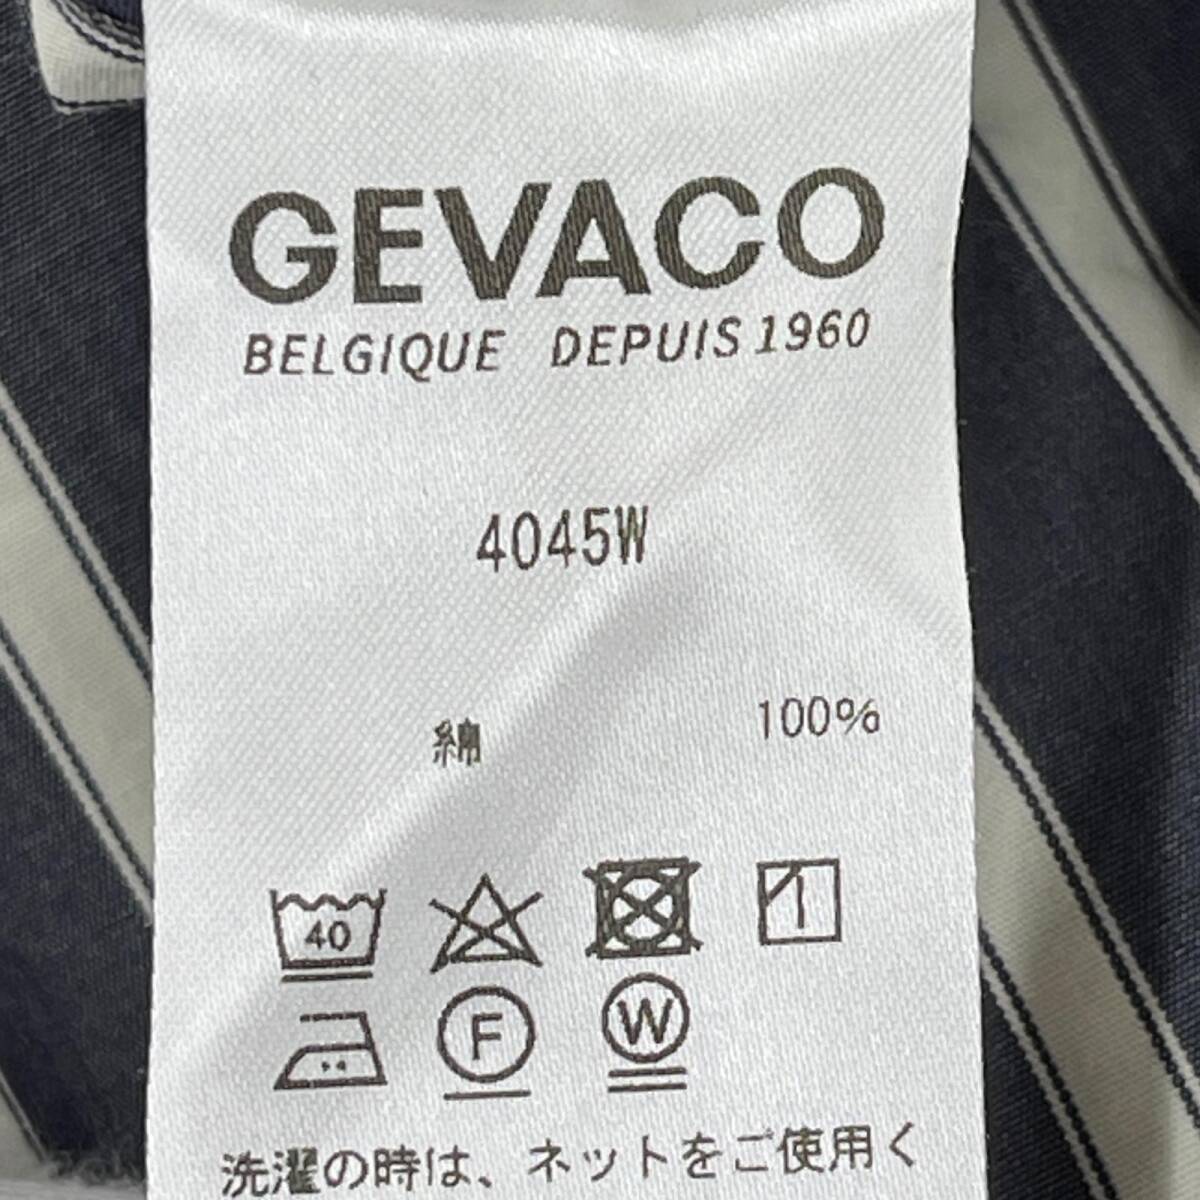 GEVACO
BELGIQUE DEPUIS 1960
4045W
綿 100%
40
F W
洗濯の時は、ネットをご使用く